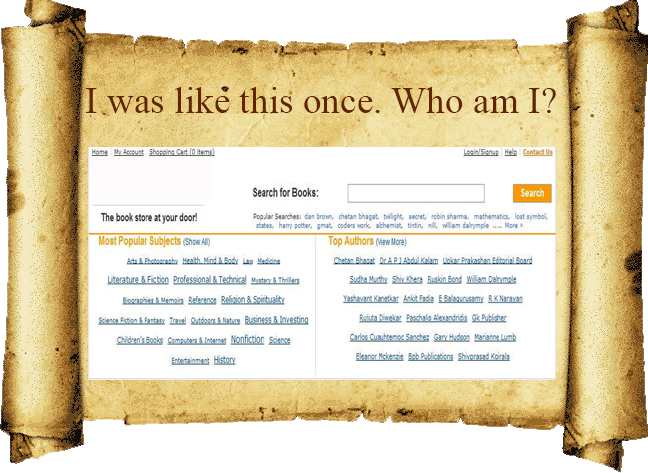 I was like this once. Who am I?
Home | My Account Shopping Cart (0 items)
Login/Signup | Help | Contact Us
Search for Books:
Search
The book store at your door!
Popular Searches: dan brown, chetan bhagat, twilight, secret, robin sharma, mathematics, lost symbol,
states, harry potter, gmat, coders work, alchemist, tintin, nill, william dalrymple ..... More »
Most Popular Subjects (Show All)
Arts & Photography Health, Mind & Body Law Medicine
Literature & Fiction Professional & Technical Mystery & Thrillers
Biographies & Memoirs Reference Religion & Spirituality
Science Fiction & Fantasy Travel Outdoors & Nature Business & Investing
Children's Books Computers & Internet Nonfiction Science
Entertainment History
Top Authors (View More)
Chetan Bhagat Dr A P J Abdul Kalam Upkar Prakashan Editorial Board
Sudha Murthy Shiv Khera Ruskin Bond William Dalrymple
Yashavant Kanetkar Ankit Fadia E Balagurusamy R K Narayan
Rujuta Diwekar Paschalis Alexandridis Gk Publisher
Carlos Cuauhtemoc Sanchez Gary Hudson Marianne Lumb
Eleanor Mckenzie Bpb Publications Shivprasad Koirala